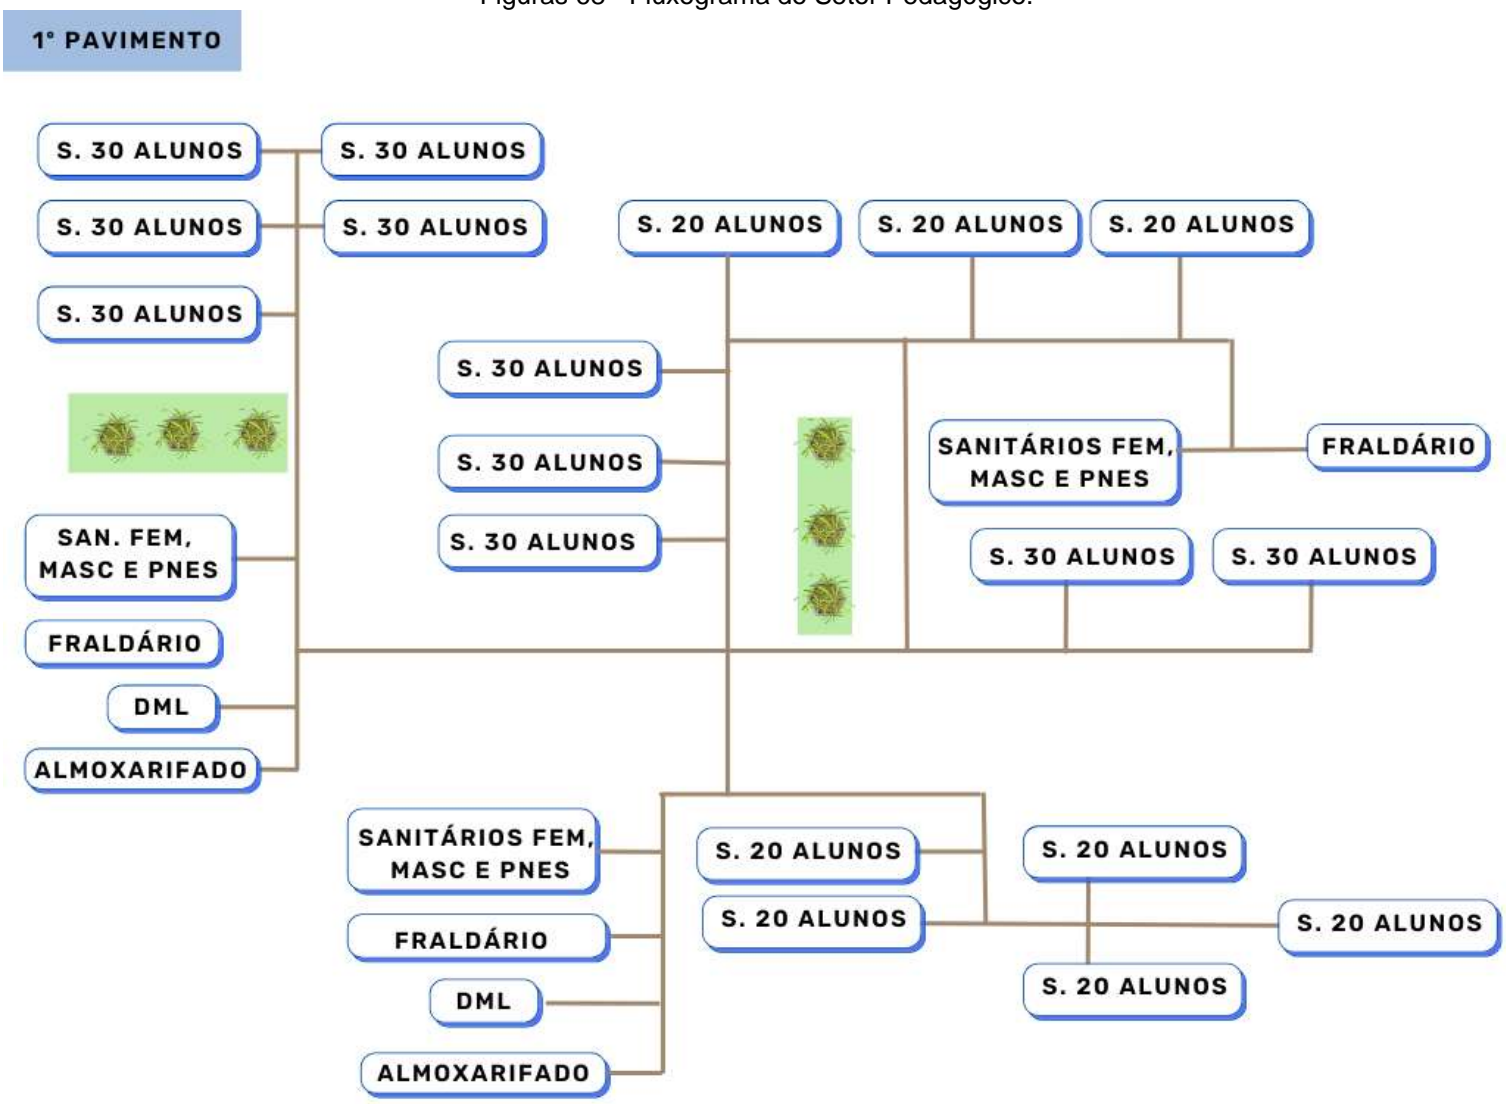 1° PAVIMENTO
S. 30 ALUNOS
S. 30 ALUNOS
S. 30 ALUNOS
S. 30 ALUNOS
S. 30 ALUNOS
SAN. FEM,
MASC E PNES
FRALDÁRIO
DML
ALMOXARIFADO
S. 20 ALUNOS
S. 20 ALUNOS
S. 20 ALUNOS
S. 30 ALUNOS
S. 30 ALUNOS
S. 30 ALUNOS
SANITÁRIOS FEM,
MASC E PNES
FRALDÁRIO
S. 30 ALUNOS
S. 30 ALUNOS
SANITÁRIOS FEM,
MASC E PNES
FRALDÁRIO
DML
ALMOXARIFADO
S. 20 ALUNOS
S. 20 ALUNOS
S. 20 ALUNOS
S. 20 ALUNOS
S. 20 ALUNOS